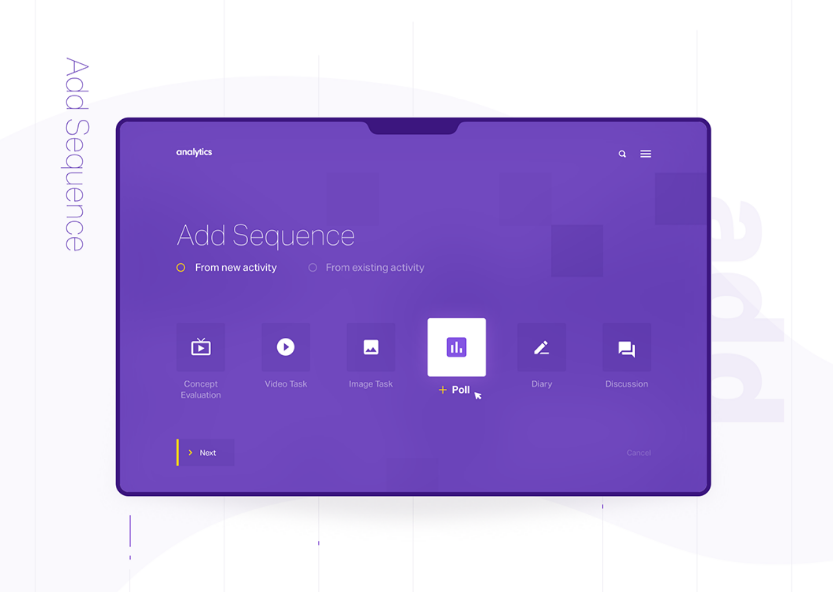 Add Sequence
analytics
Add Sequence
From new activity
From existing activity
Concept
Evaluation
Video Task
Image Task
+ Poll
Diary
Discussion
Next
Cancel
add